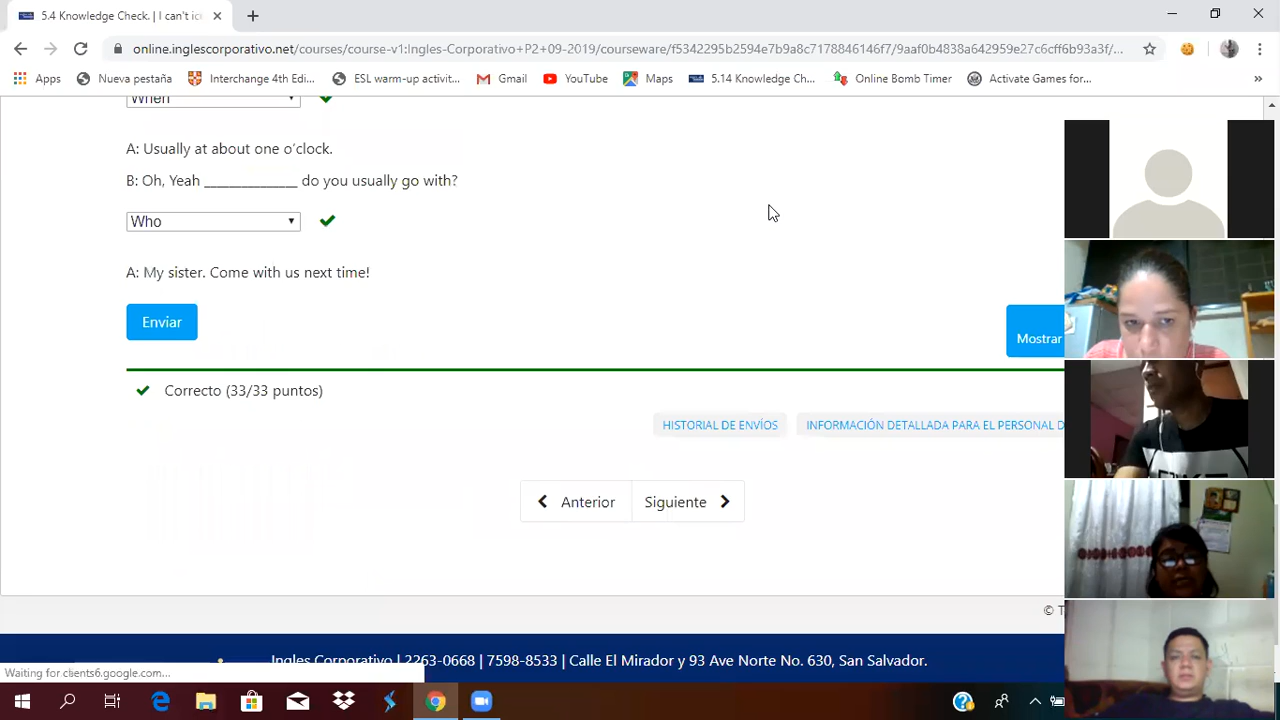 5.4 Knowledge Check. | I can't ic
online.inglescorporativo.net/courses/course-v1:Ingles-Corporativo+P2+09-2019/courseware/f5342295b2594e7b9a8c7178846146f7/9aaf0b4838a642959e27c6cff6b93a3f/...
Apps Nueva pestaña Interchange 4th Edi... ESL warm-up activit... Gmail YouTube Maps 5.14 Knowledge Ch... Online Bomb Timer Activate Games for... »
When
A: Usually at about one o'clock.
B: Oh, Yeah _______________ do you usually go with?
Who
A: My sister. Come with us next time!
Enviar
Mostrar
Correcto (33/33 puntos)
HISTORIAL DE ENVÍOS INFORMACIÓN DETALLADA PARA EL PERSONAL D
Anterior Siguiente
©
Ingles Corporativo | 2263-0668 | 7598-8533 | Calle El Mirador y 93 Ave Norte No. 630, San Salvador.
Waiting for clients6.google.com...